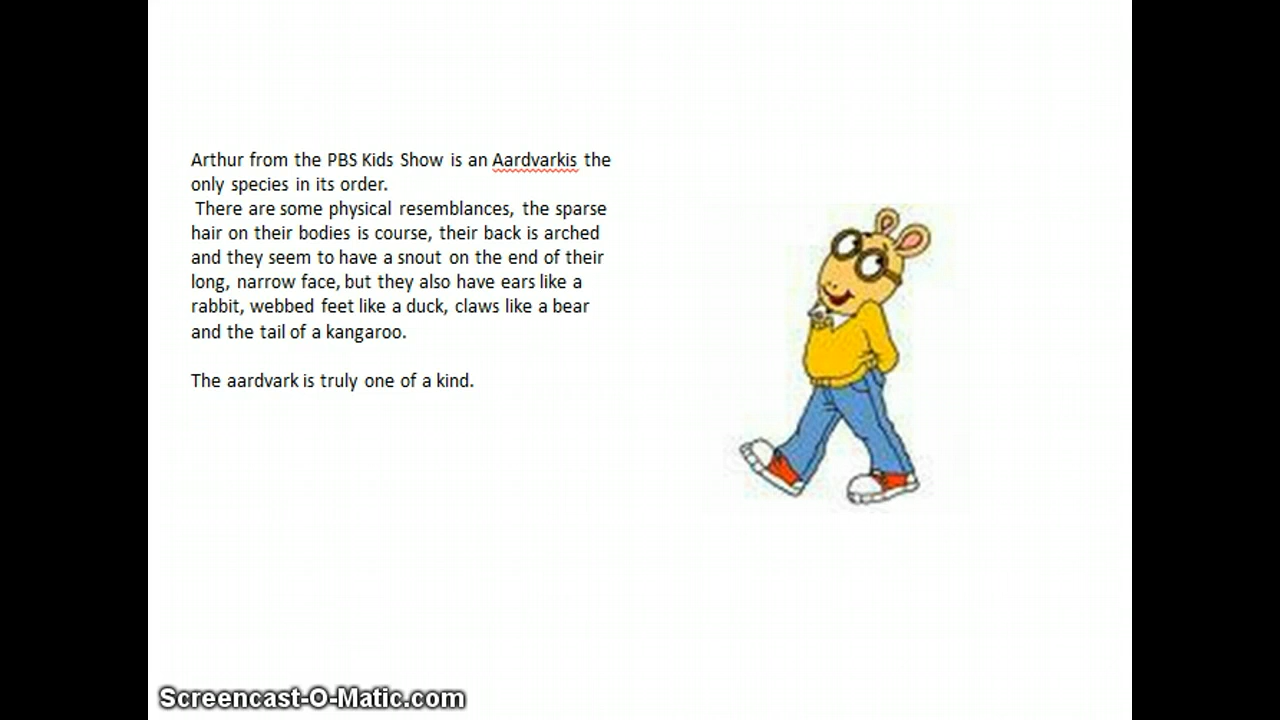 Arthur from the PBS Kids Show is an Aardvarkis the
only species in its order.
There are some physical resemblances, the sparse
hair on their bodies is course, their back is arched
and they seem to have a snout on the end of their
long, narrow face, but they also have ears like a
rabbit, webbed feet like a duck, claws like a bear
and the tail of a kangaroo.
The aardvark is truly one of a kind.
Screencast-O-Matic.com